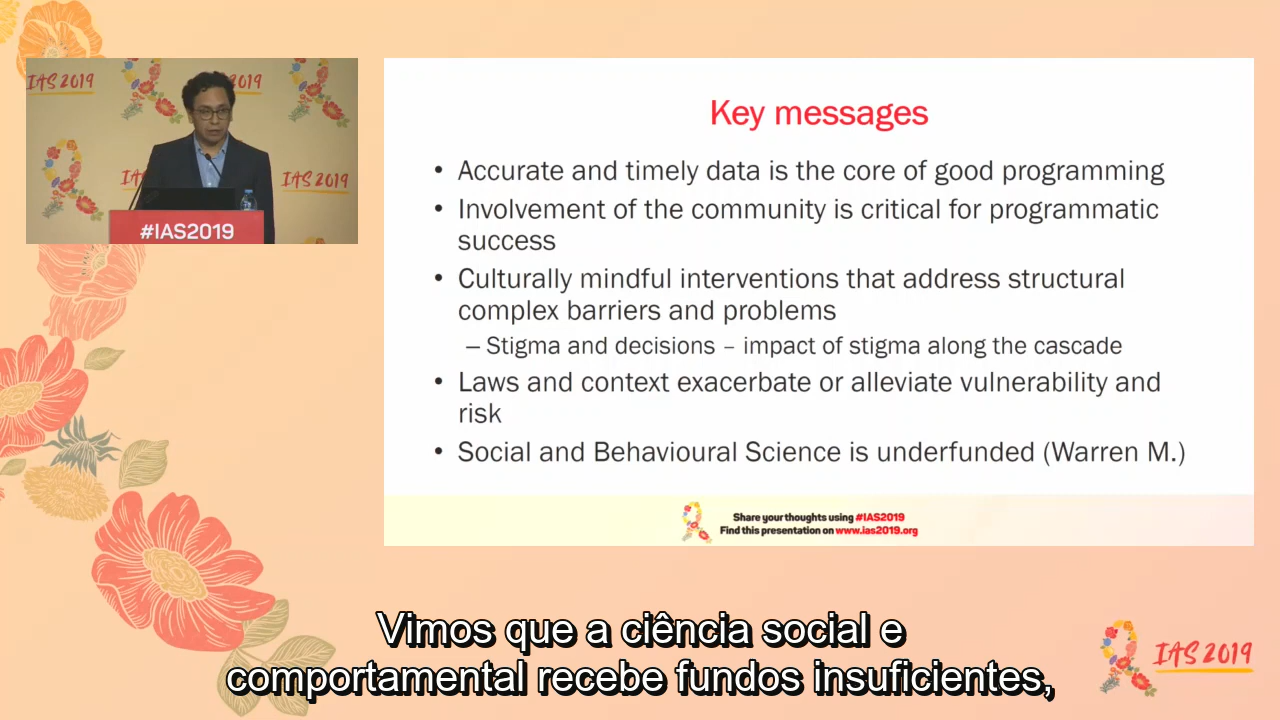 IAS 2019
2019
IAS
IAS 2019
#IAS2019
Key messages
• Accurate and timely data is the core of good programming
• Involvement of the community is critical for programmatic
success
• Culturally mindful interventions that address structural
complex barriers and problems
– Stigma and decisions – impact of stigma along the cascade
• Laws and context exacerbate or alleviate vulnerability and
risk
• Social and Behavioural Science is underfunded (Warren M.)
Share your thoughts using #IAS2019
Find this presentation on www.ias2019.org
Vimos que a ciência social e
comportamental recebe fundos insuficientes,
IAS 2019